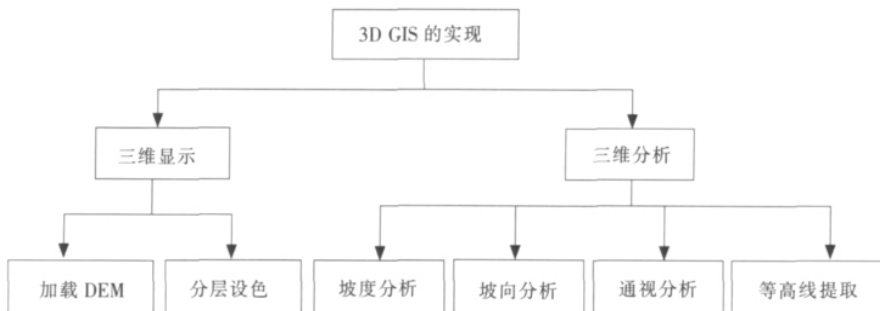 3D GIS 的实现
三维显示
三维分析
加载 DEM
分层设色
坡度分析
坡向分析
通视分析
等高线提取